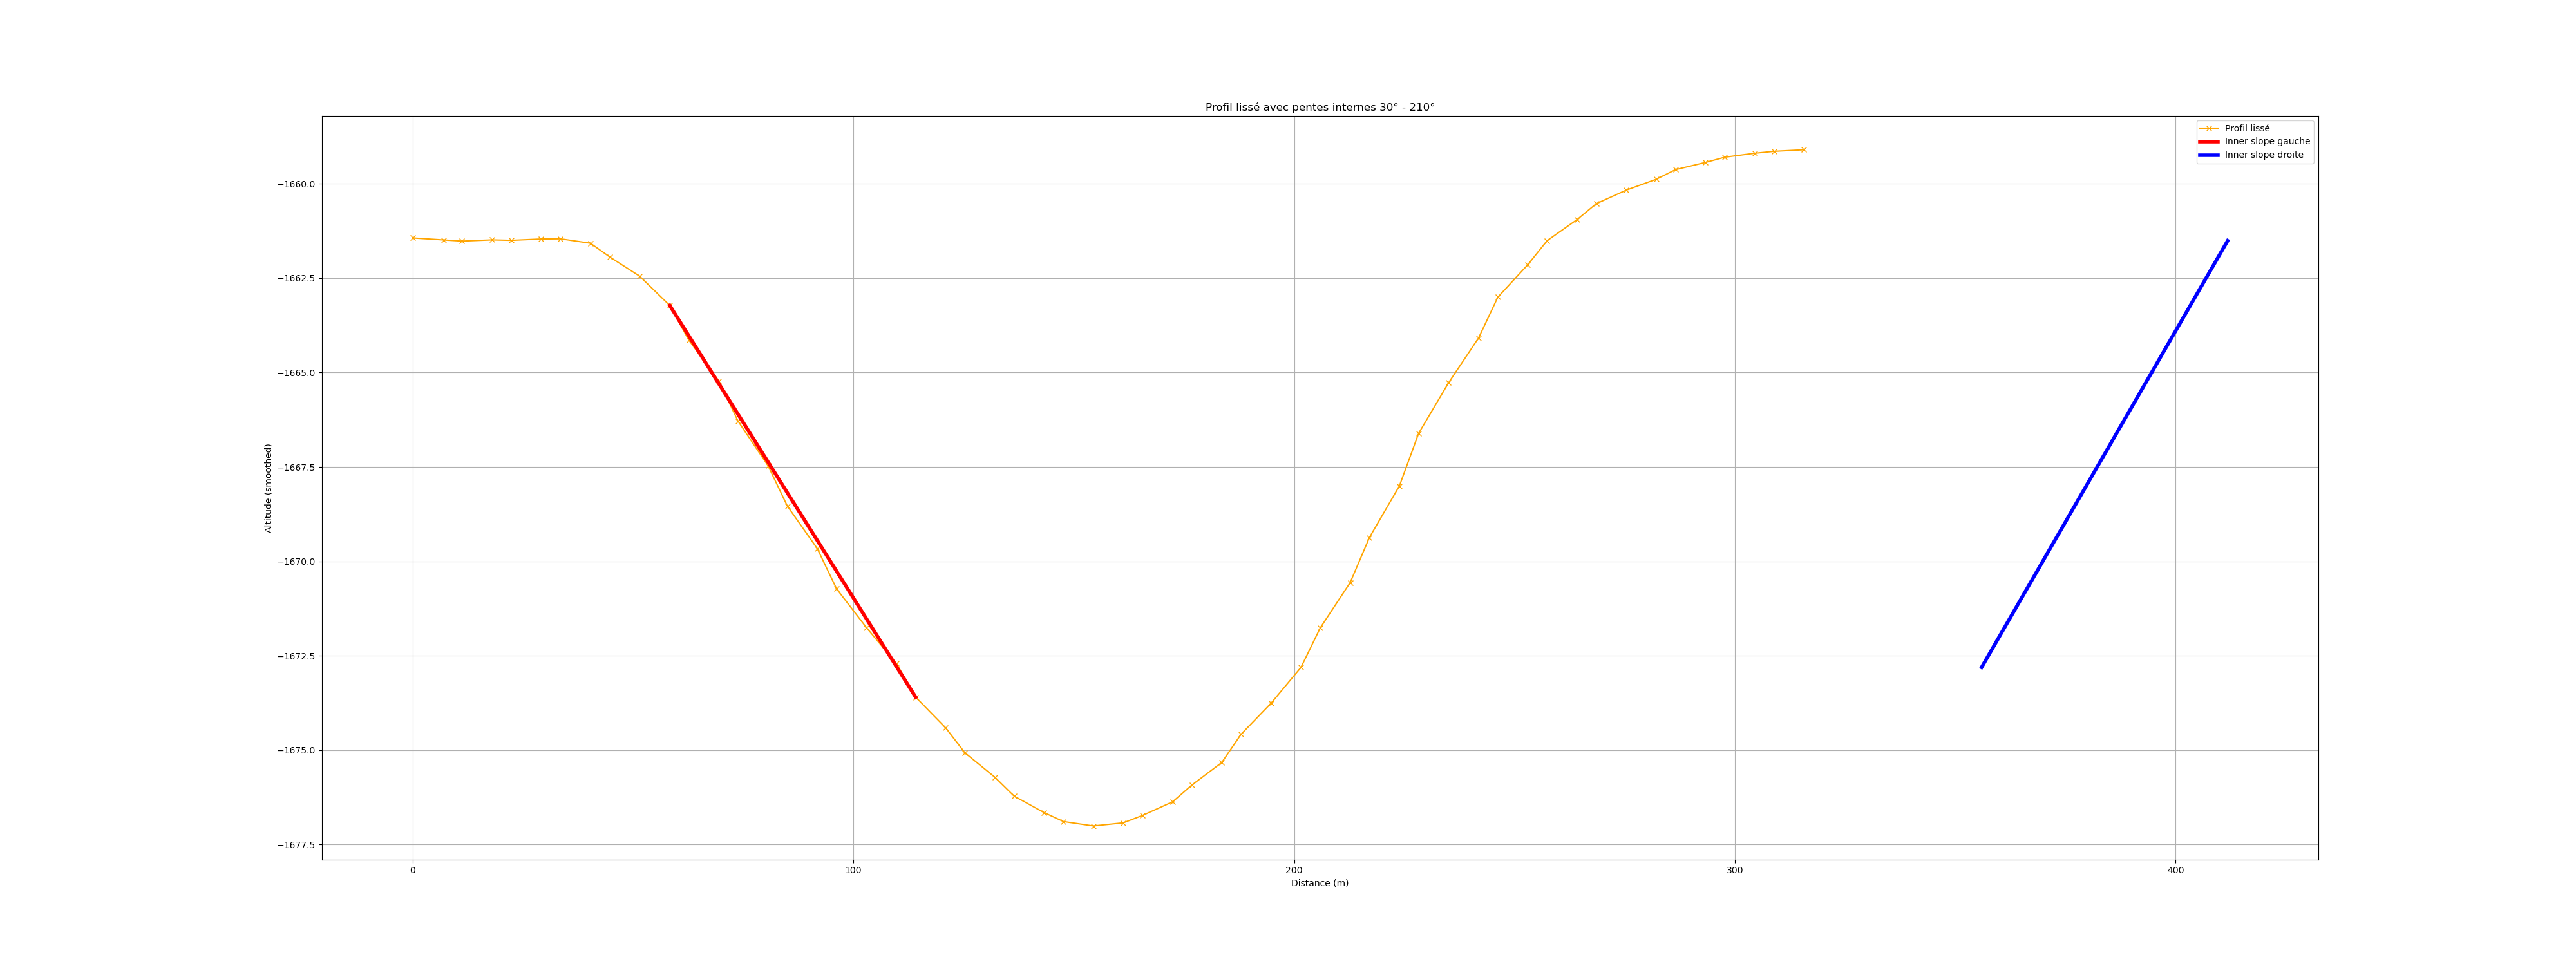 Profil lissé avec pentes internes 30° - 210°
Profil lissé
Inner slope gauche
Inner slope droite
−1660.0
−1662.5
−1665.0
−1667.5
−1670.0
−1672.5
−1675.0
−1677.5
Altitude (smoothed)
0
100
200
300
400
Distance (m)